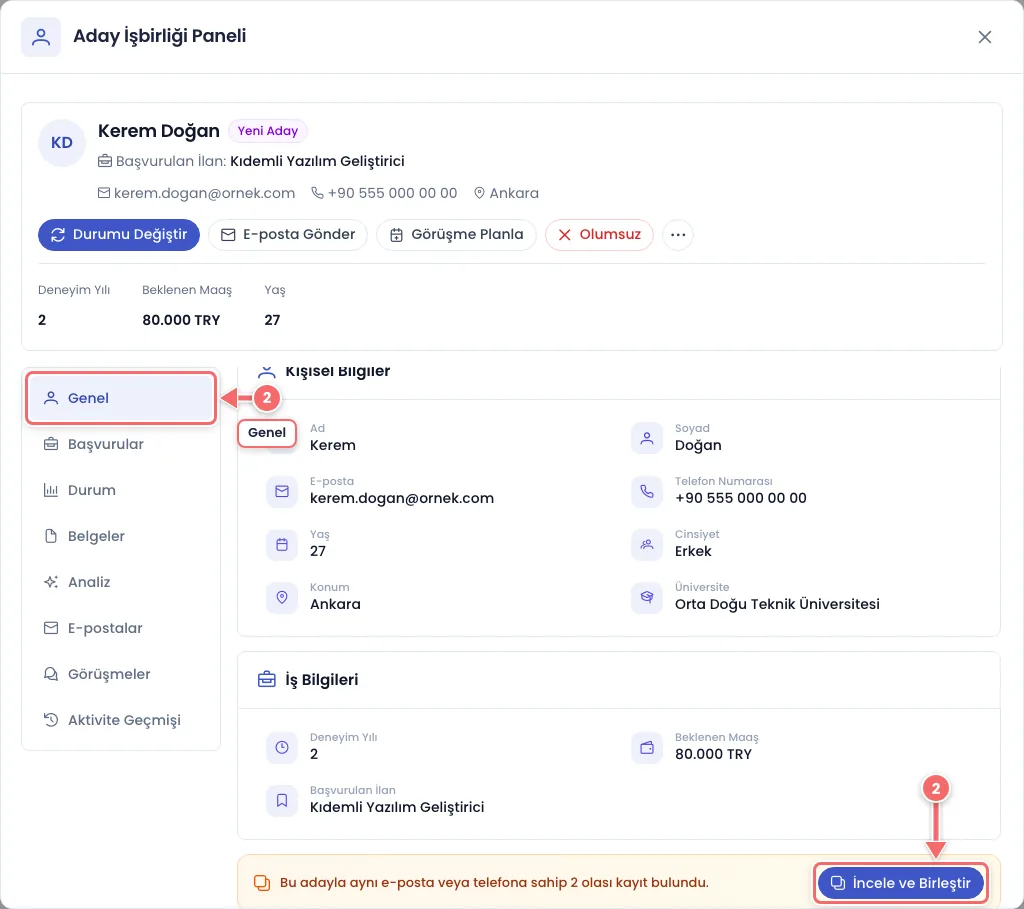 Aday İşbirliği Paneli
KD
Kerem Doğan
Yeni Aday
Başvurulan İlan: Kıdemli Yazılım Geliştirici
kerem.dogan@ornek.com
+90 555 000 00 00
Ankara
Durumu Değiştir
E-posta Gönder
Görüşme Planla
Olumsuz
Deneyim Yılı
Beklenen Maaş
Yaş
2
80.000 TRY
27
Genel
Başvurular
Durum
Belgeler
Analiz
E-postalar
Görüşmeler
Aktivite Geçmişi
2
Genel
Kişisel Bilgiler
Ad
Kerem
Soyad
Doğan
E-posta
kerem.dogan@ornek.com
Telefon Numarası
+90 555 000 00 00
Yaş
27
Cinsiyet
Erkek
Konum
Ankara
Üniversite
Orta Doğu Teknik Üniversitesi
İş Bilgileri
Deneyim Yılı
2
Beklenen Maaş
80.000 TRY
Başvurulan İlan
Kıdemli Yazılım Geliştirici
2
Bu adayla aynı e-posta veya telefona sahip 2 olası kayıt bulundu.
İncele ve Birleştir